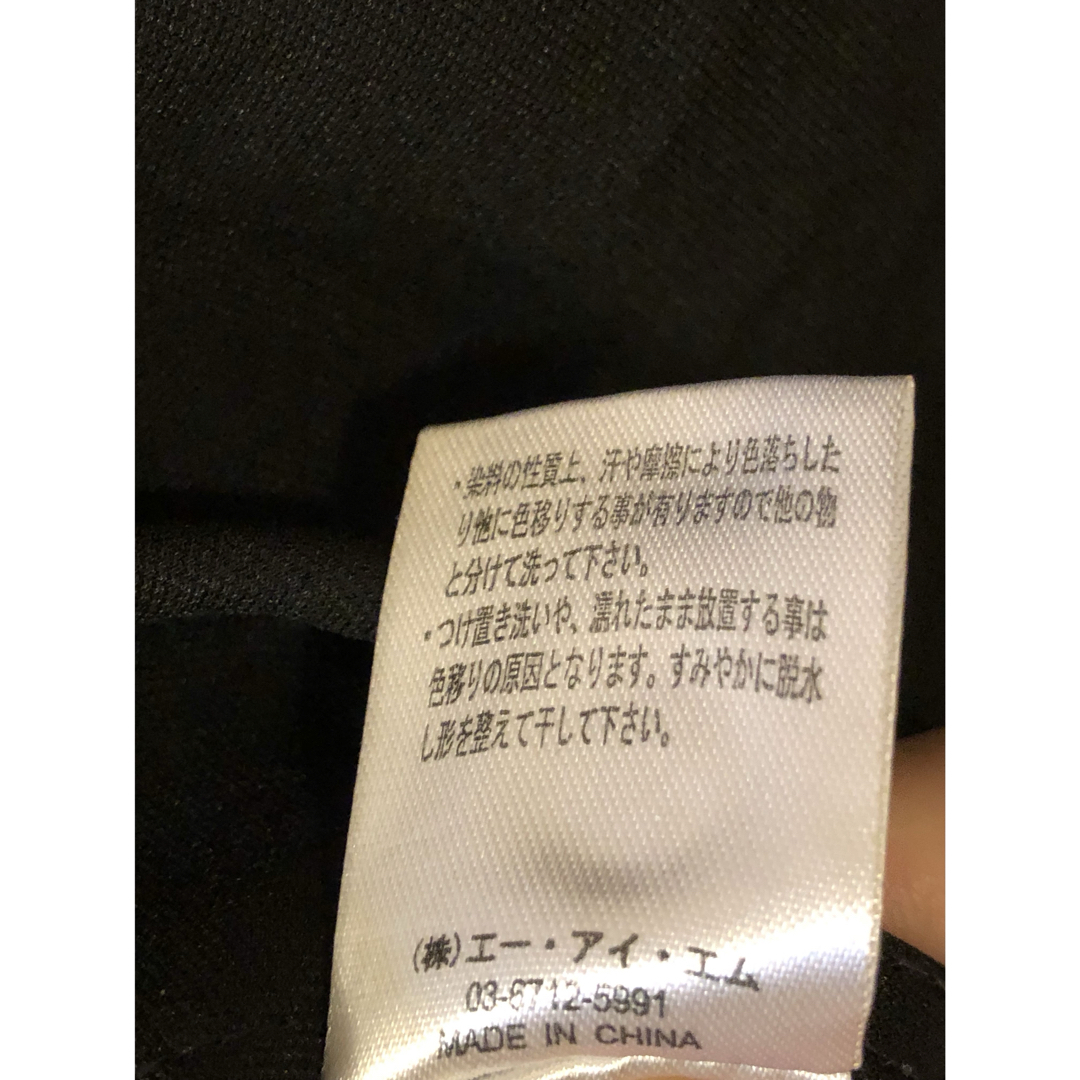 ・染料の性質上、汗や摩擦により色落ちした
り他に色移りする事が有りますので他の物
と分けて洗って下さい。
・つけ置き洗いや、濡れたまま放置する事は
色移りの原因となります。すみやかに脱水
し形を整えて干して下さい。
(株)エー・アイ・エム
03-6712-5991
MADE IN CHINA